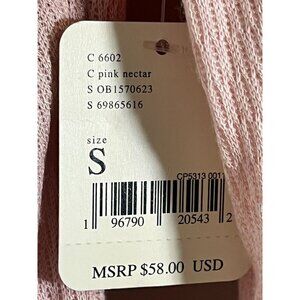 C 6602
C pink nectar
S OB1570623
S 69865616
size
S
CP5313 0011
1 96790 20543 2
MSRP $58.00 USD